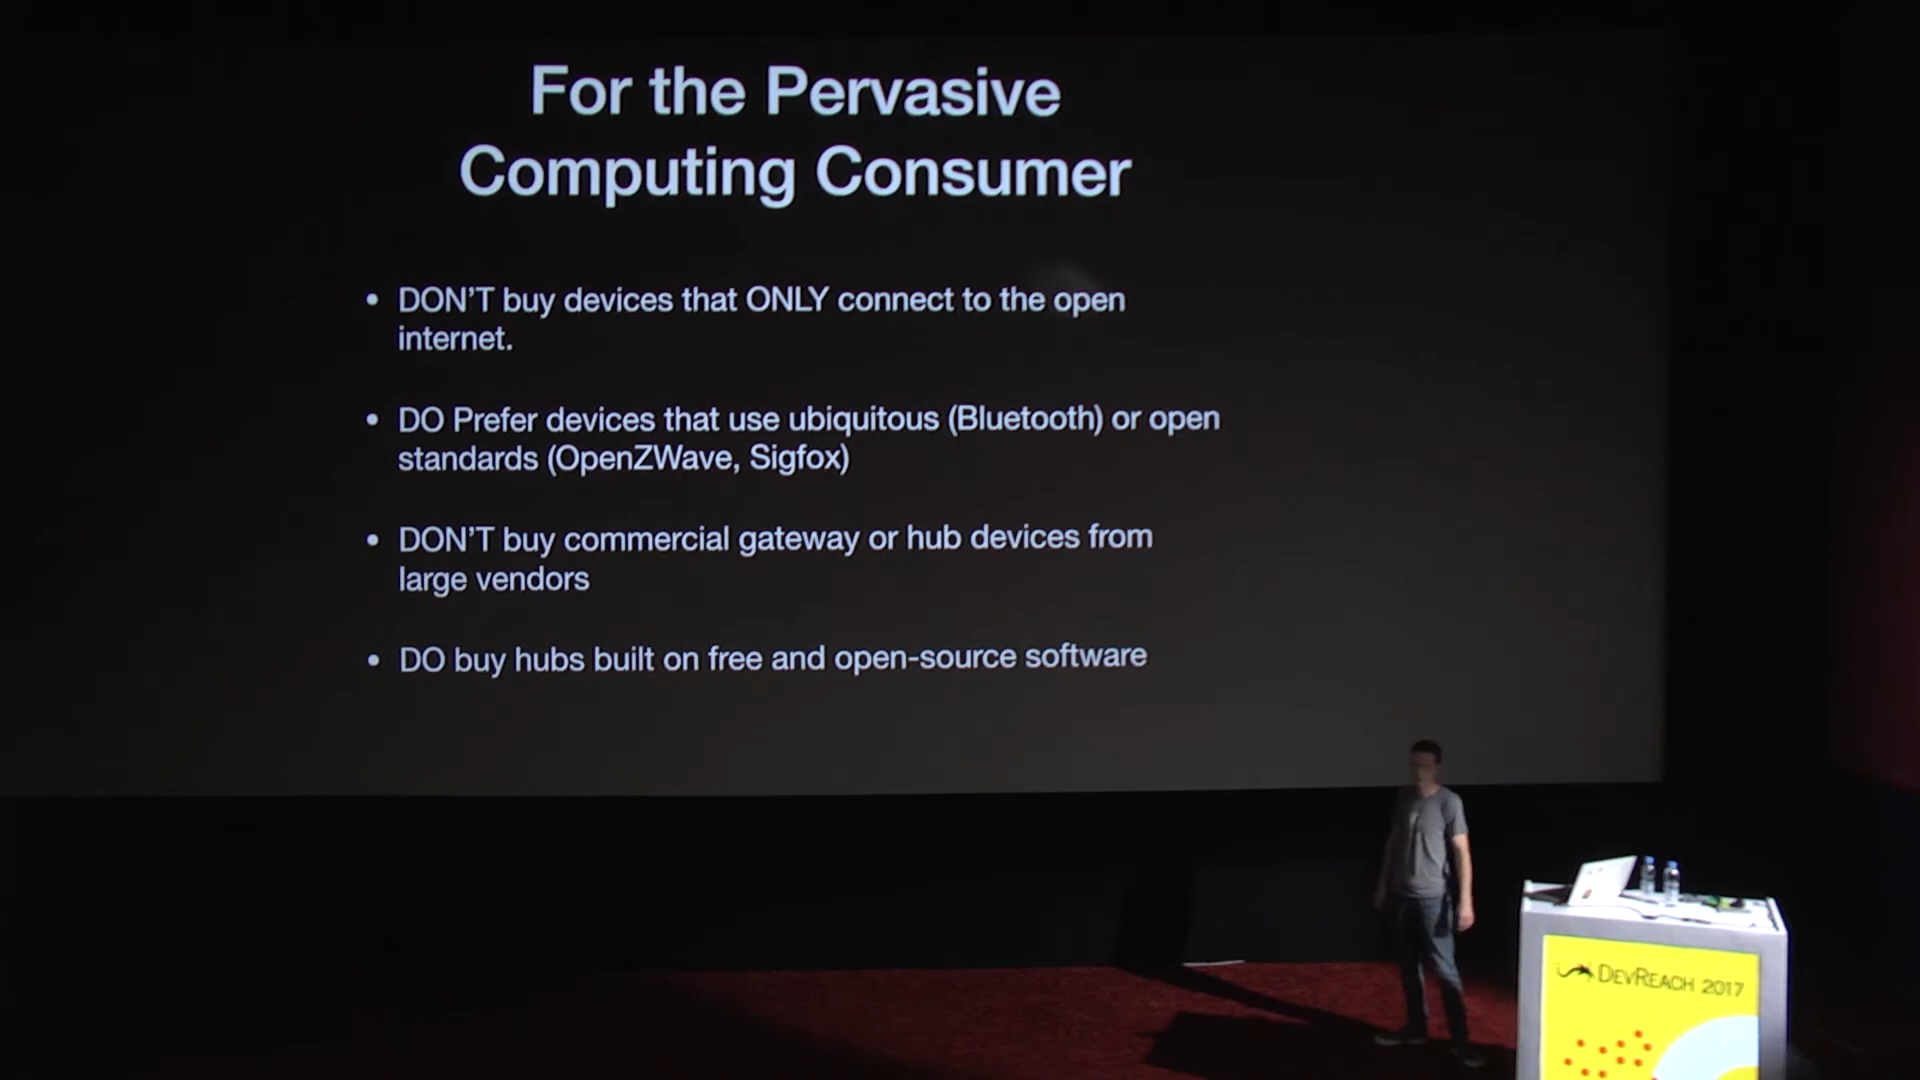 For the Pervasive
Computing Consumer
• DON'T buy devices that ONLY connect to the open
internet.
• DO Prefer devices that use ubiquitous (Bluetooth) or open
standards (OpenZWave, Sigfox)
• DON'T buy commercial gateway or hub devices from
large vendors
• DO buy hubs built on free and open-source software
DEVREACH 2017